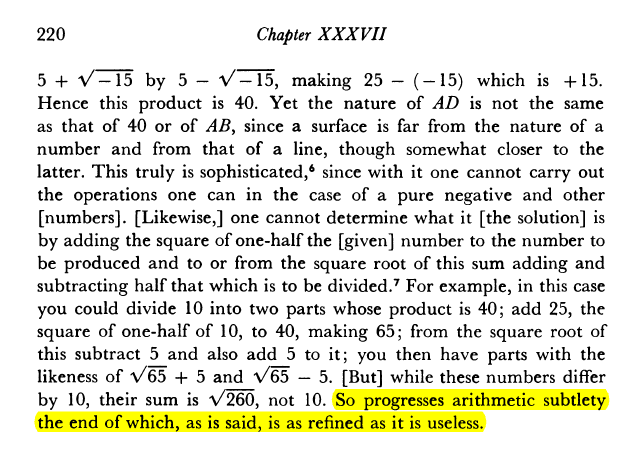 220 Chapter XXXVII
5 + √−15 by 5 − √−15, making 25 − (−15) which is +15.
Hence this product is 40. Yet the nature of AD is not the same
as that of 40 or of AB, since a surface is far from the nature of a
number and from that of a line, though somewhat closer to the
latter. This truly is sophisticated,⁶ since with it one cannot carry out
the operations one can in the case of a pure negative and other
[numbers]. [Likewise,] one cannot determine what it [the solution] is
by adding the square of one-half the [given] number to the number to
be produced and to or from the square root of this sum adding and
subtracting half that which is to be divided.⁷ For example, in this case
you could divide 10 into two parts whose product is 40; add 25, the
square of one-half of 10, to 40, making 65; from the square root of
this subtract 5 and also add 5 to it; you then have parts with the
likeness of √65 + 5 and √65 − 5. [But] while these numbers differ
by 10, their sum is √260, not 10. So progresses arithmetic subtlety
the end of which, as is said, is as refined as it is useless.